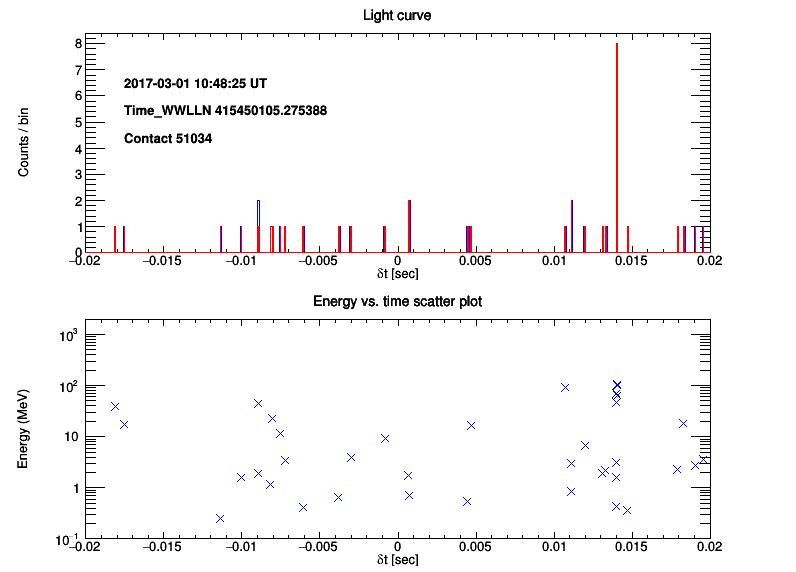 Light curve
Counts / bin
8
7
6
5
4
3
2
1
0
2017-03-01 10:48:25 UT
Time_WWLLN 415450105.275388
Contact 51034
−0.02 −0.015 −0.01 −0.005 0 0.005 0.01 0.015 0.02
δt [sec]
Energy vs. time scatter plot
Energy (MeV)
10³
10²
10
1
10⁻¹
−0.02 −0.015 −0.01 −0.005 0 0.005 0.01 0.015 0.02
δt [sec]